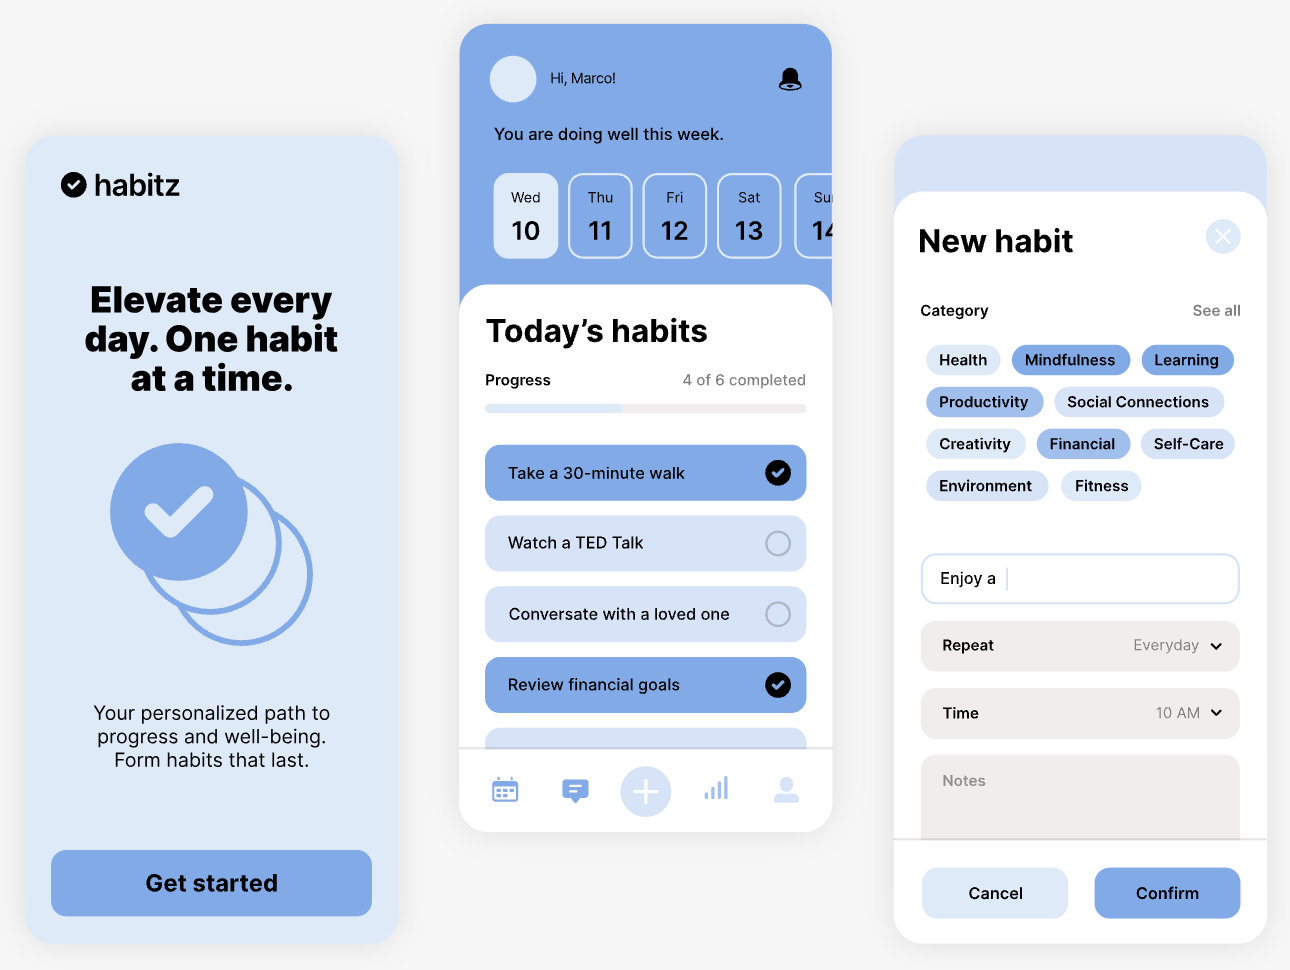 habitz
Elevate every
day. One habit
at a time.
Your personalized path to
progress and well-being.
Form habits that last.
Get started
Hi, Marco!
You are doing well this week.
Wed Thu Fri Sat Sun
10 11 12 13 14
Today's habits
Progress 4 of 6 completed
Take a 30-minute walk
Watch a TED Talk
Conversate with a loved one
Review financial goals
New habit
Category See all
Health Mindfulness Learning
Productivity Social Connections
Creativity Financial Self-Care
Environment Fitness
Enjoy a
Repeat Everyday
Time 10 AM
Notes
Cancel Confirm